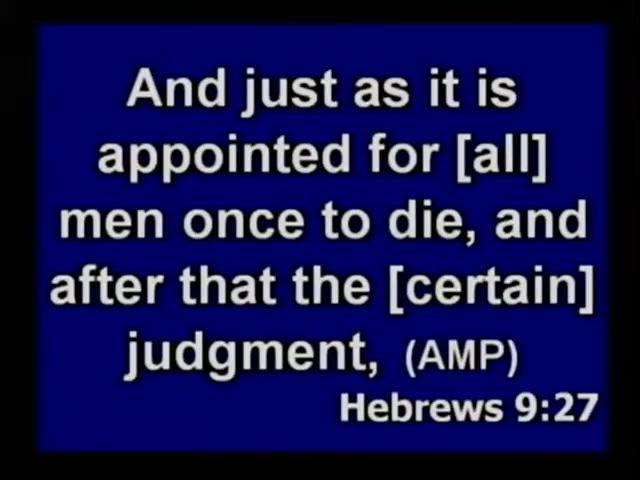 And just as it is
appointed for [all]
men once to die, and
after that the [certain]
judgment, (AMP)
Hebrews 9:27